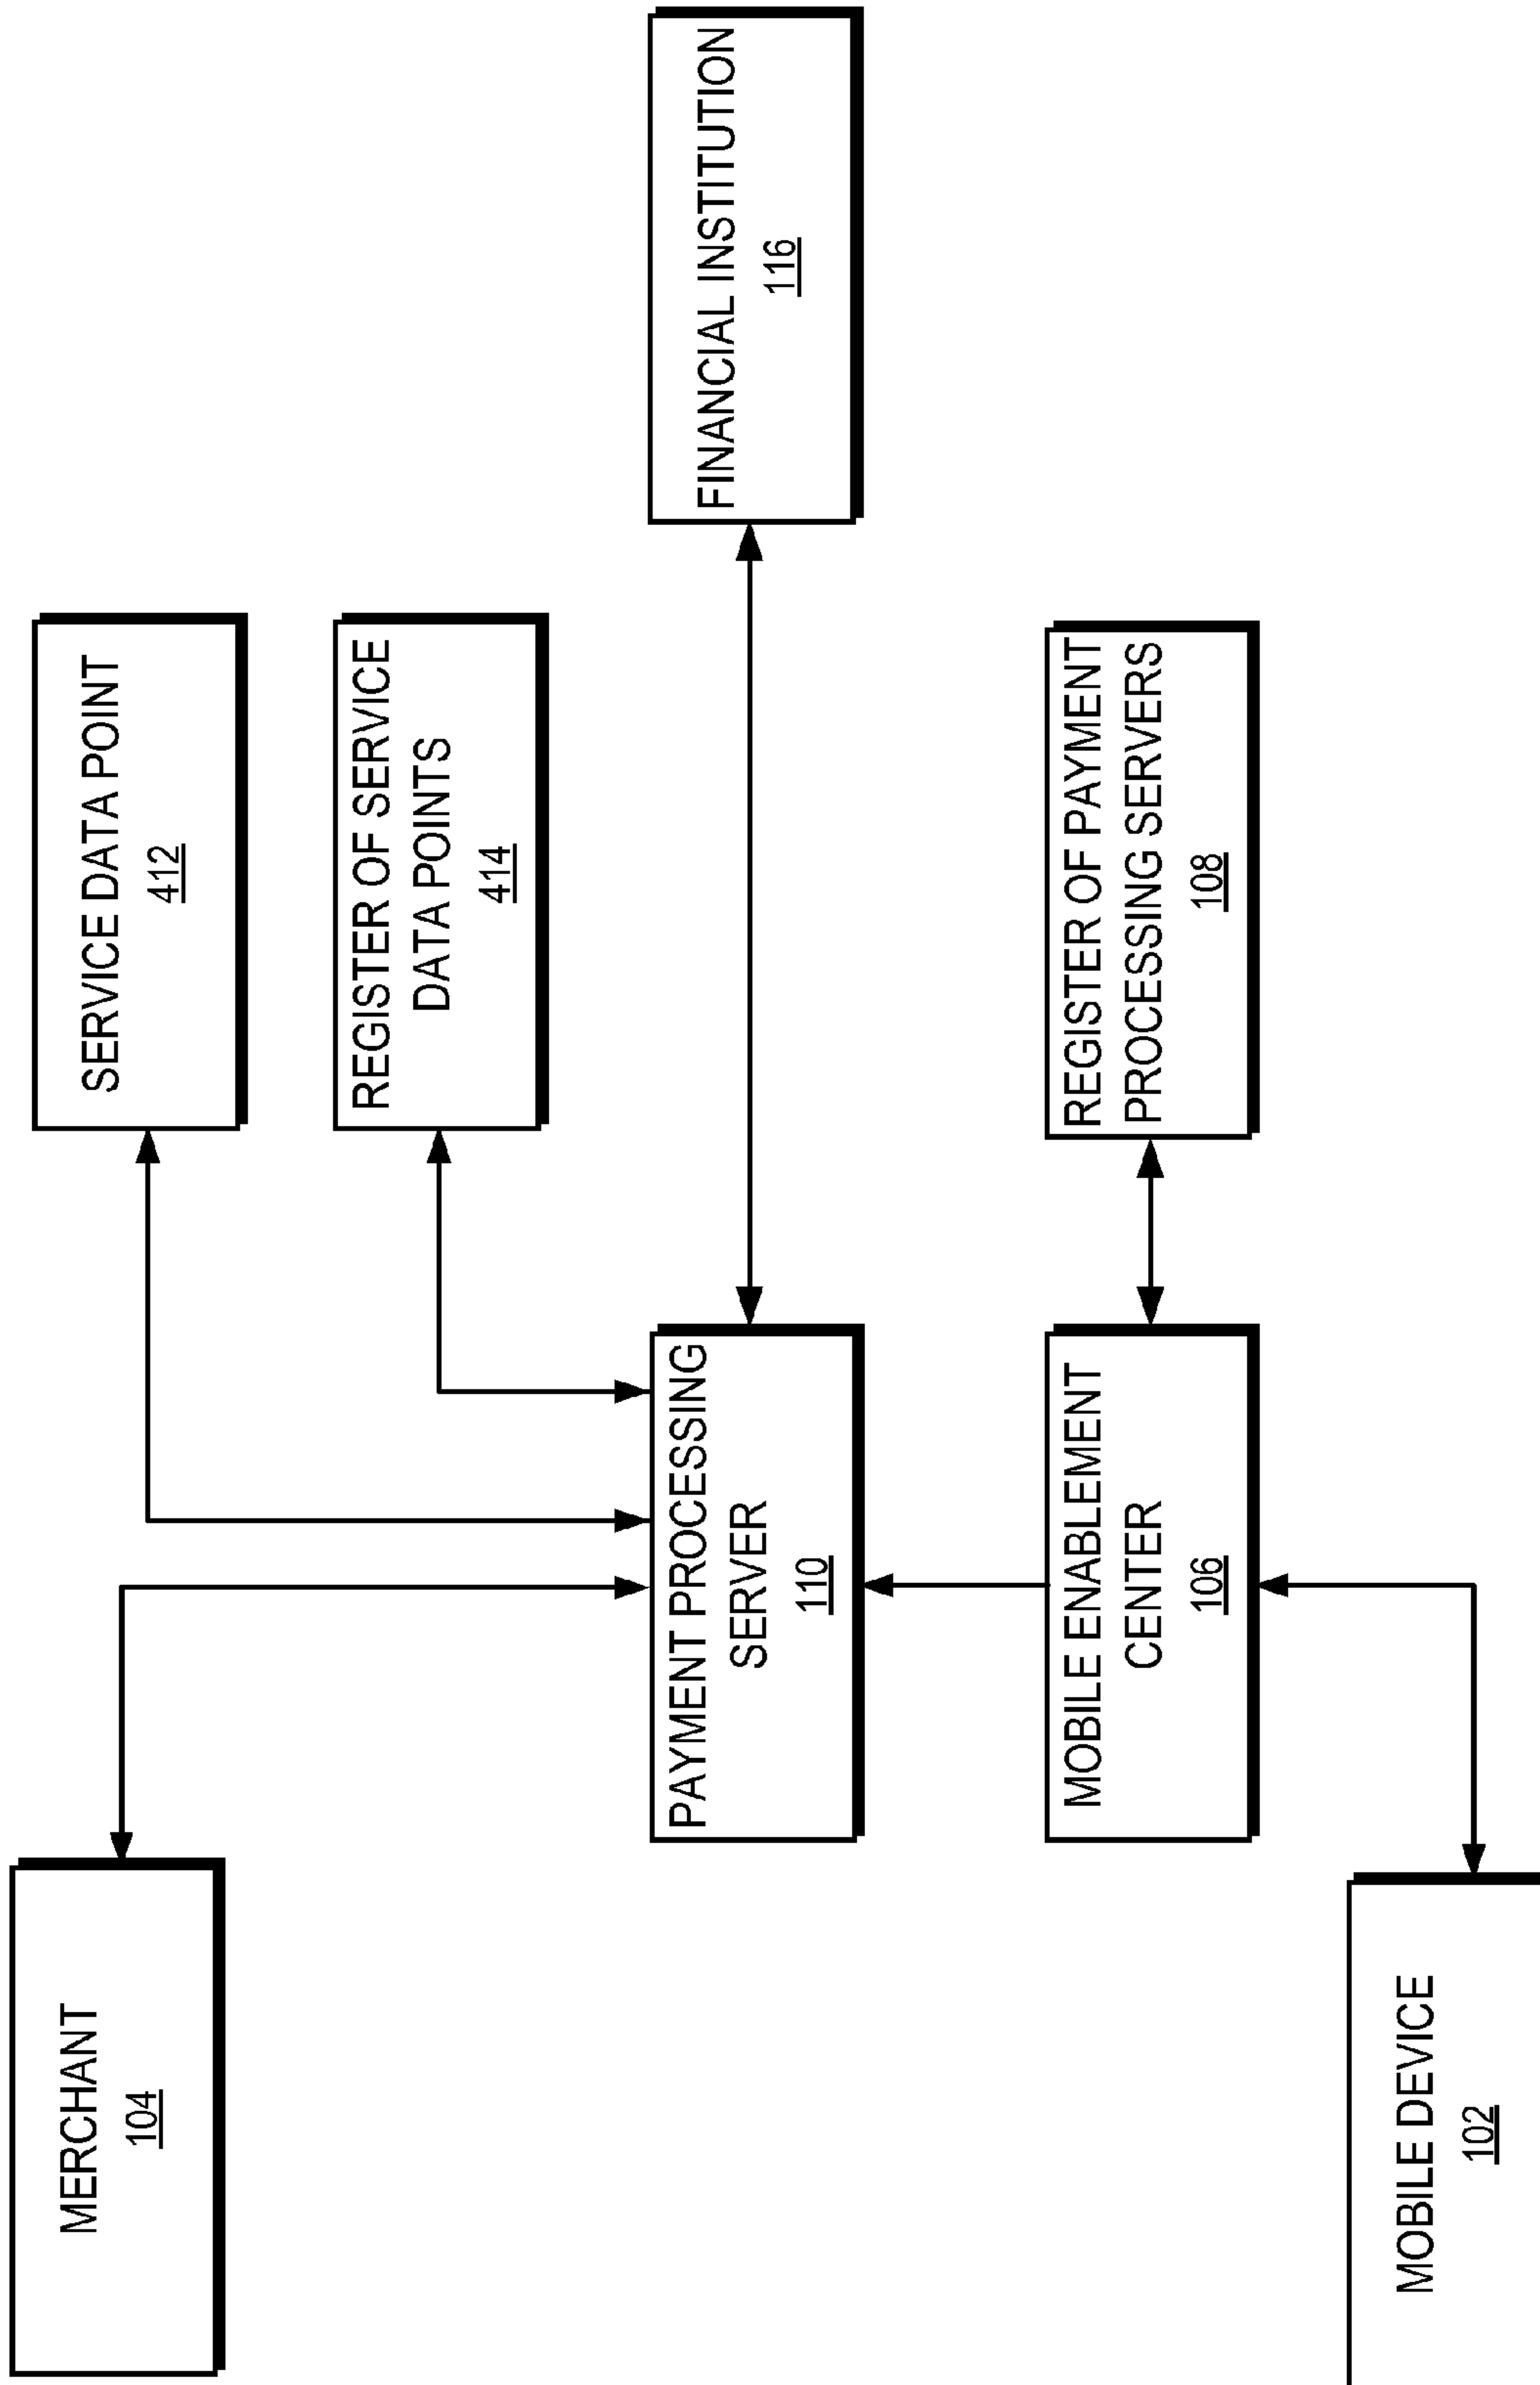 MERCHANT
104
SERVICE DATA POINT
412
REGISTER OF SERVICE
DATA POINTS
414
PAYMENT PROCESSING
SERVER
110
FINANCIAL INSTITUTION
116
MOBILE ENABLEMENT
CENTER
106
REGISTER OF PAYMENT
PROCESSING SERVERS
108
MOBILE DEVICE
102